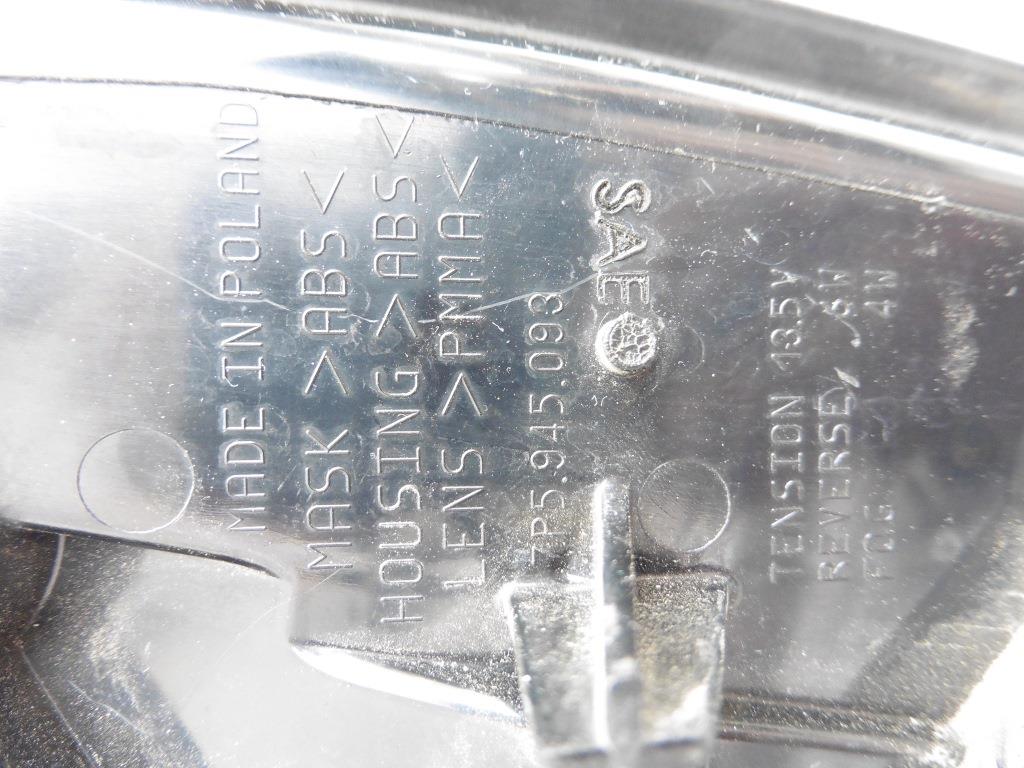 MADE IN POLAND
MASK >ABS<
HOUSING >ABS<
LENS >PMMA<
7P5.945.093
SAE
TENSION 13.5V
REVERSE
FOG - 4W